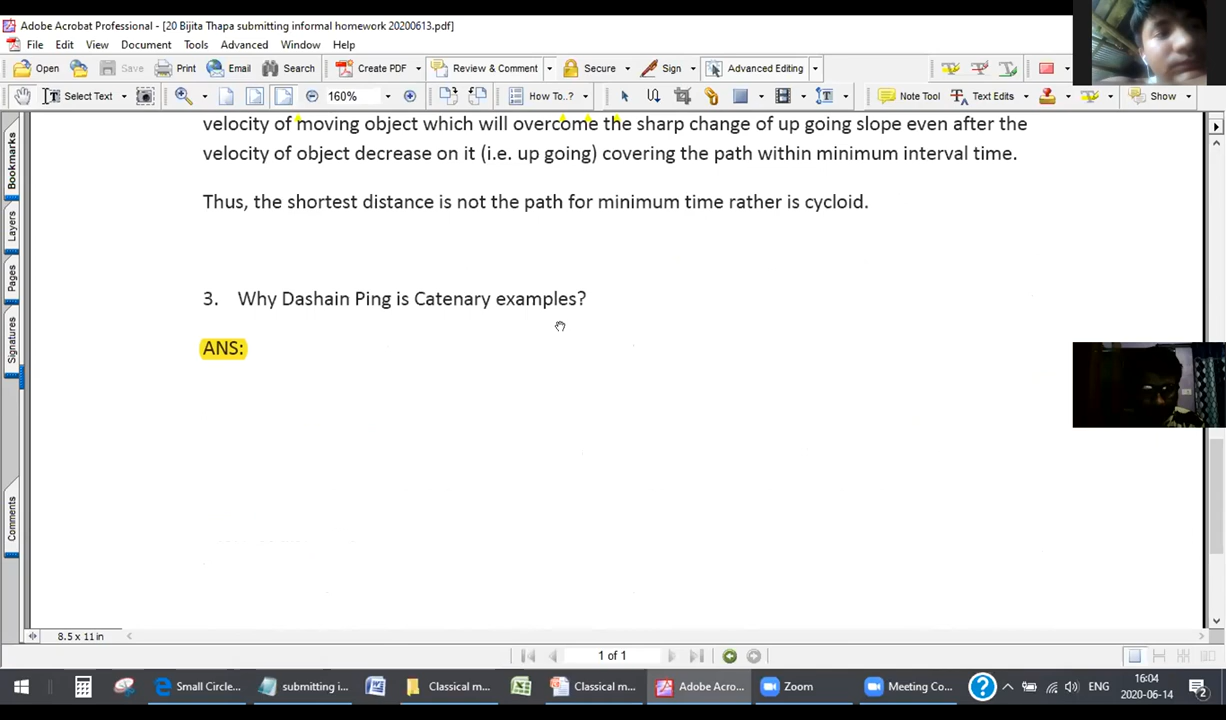 Adobe Acrobat Professional - [20 Bijita Thapa submitting informal homework 20200613.pdf]
File Edit View Document Tools Advanced Window Help
Open Save Print Email Search Create PDF Review & Comment Secure Sign Advanced Editing
Select Text 160% How To..? Note Tool Text Edits Show
Bookmarks
Layers
Pages
Signatures
Comments
velocity of moving object which will overcome the sharp change of up going slope even after the
velocity of object decrease on it (i.e. up going) covering the path within minimum interval time.
Thus, the shortest distance is not the path for minimum time rather is cycloid.
3. Why Dashain Ping is Catenary examples?
ANS:
8.5 x 11 in
1 of 1
Small Circle... submitting i... Classical m... Classical m... Adobe Acro... Zoom Meeting Co... ENG 16:04
2020-06-14 2